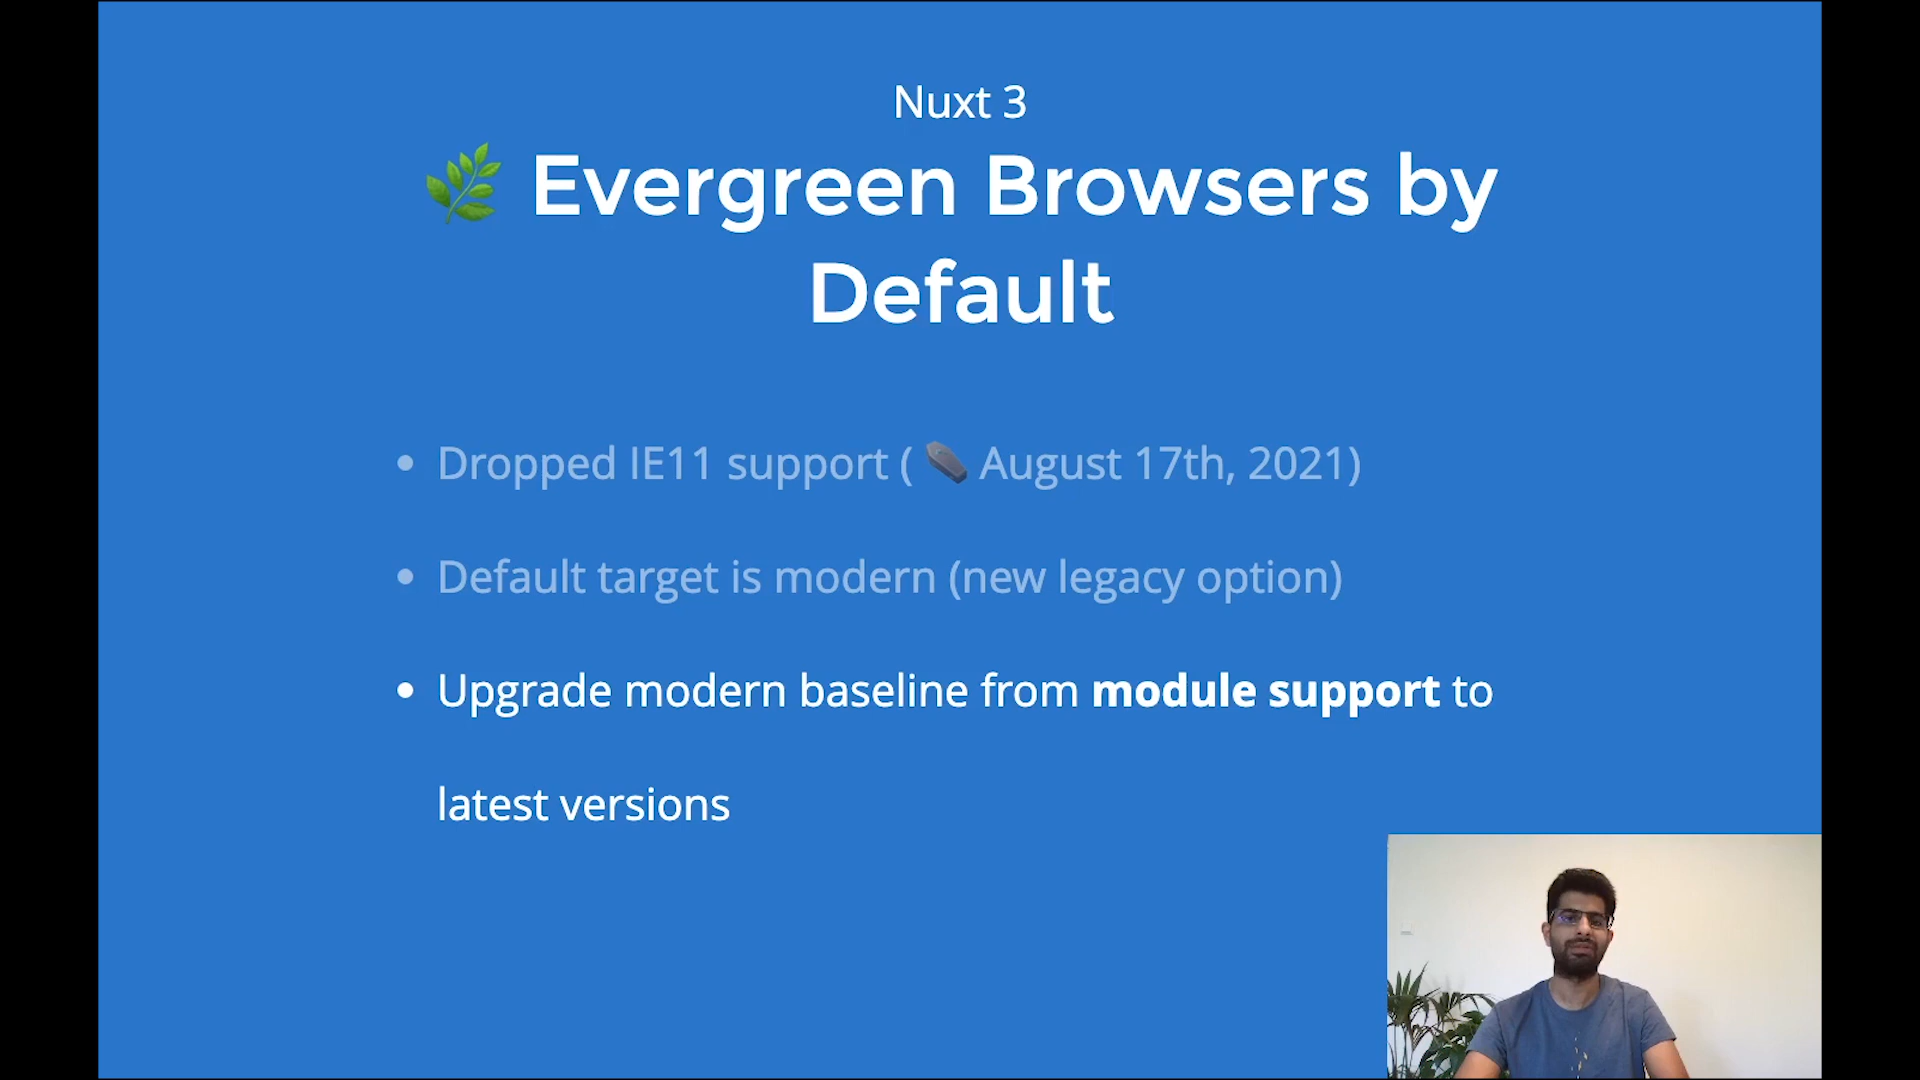 Nuxt 3
🌿 Evergreen Browsers by
Default
• Dropped IE11 support ( ⚰️ August 17th, 2021)
• Default target is modern (new legacy option)
• Upgrade modern baseline from module support to
latest versions